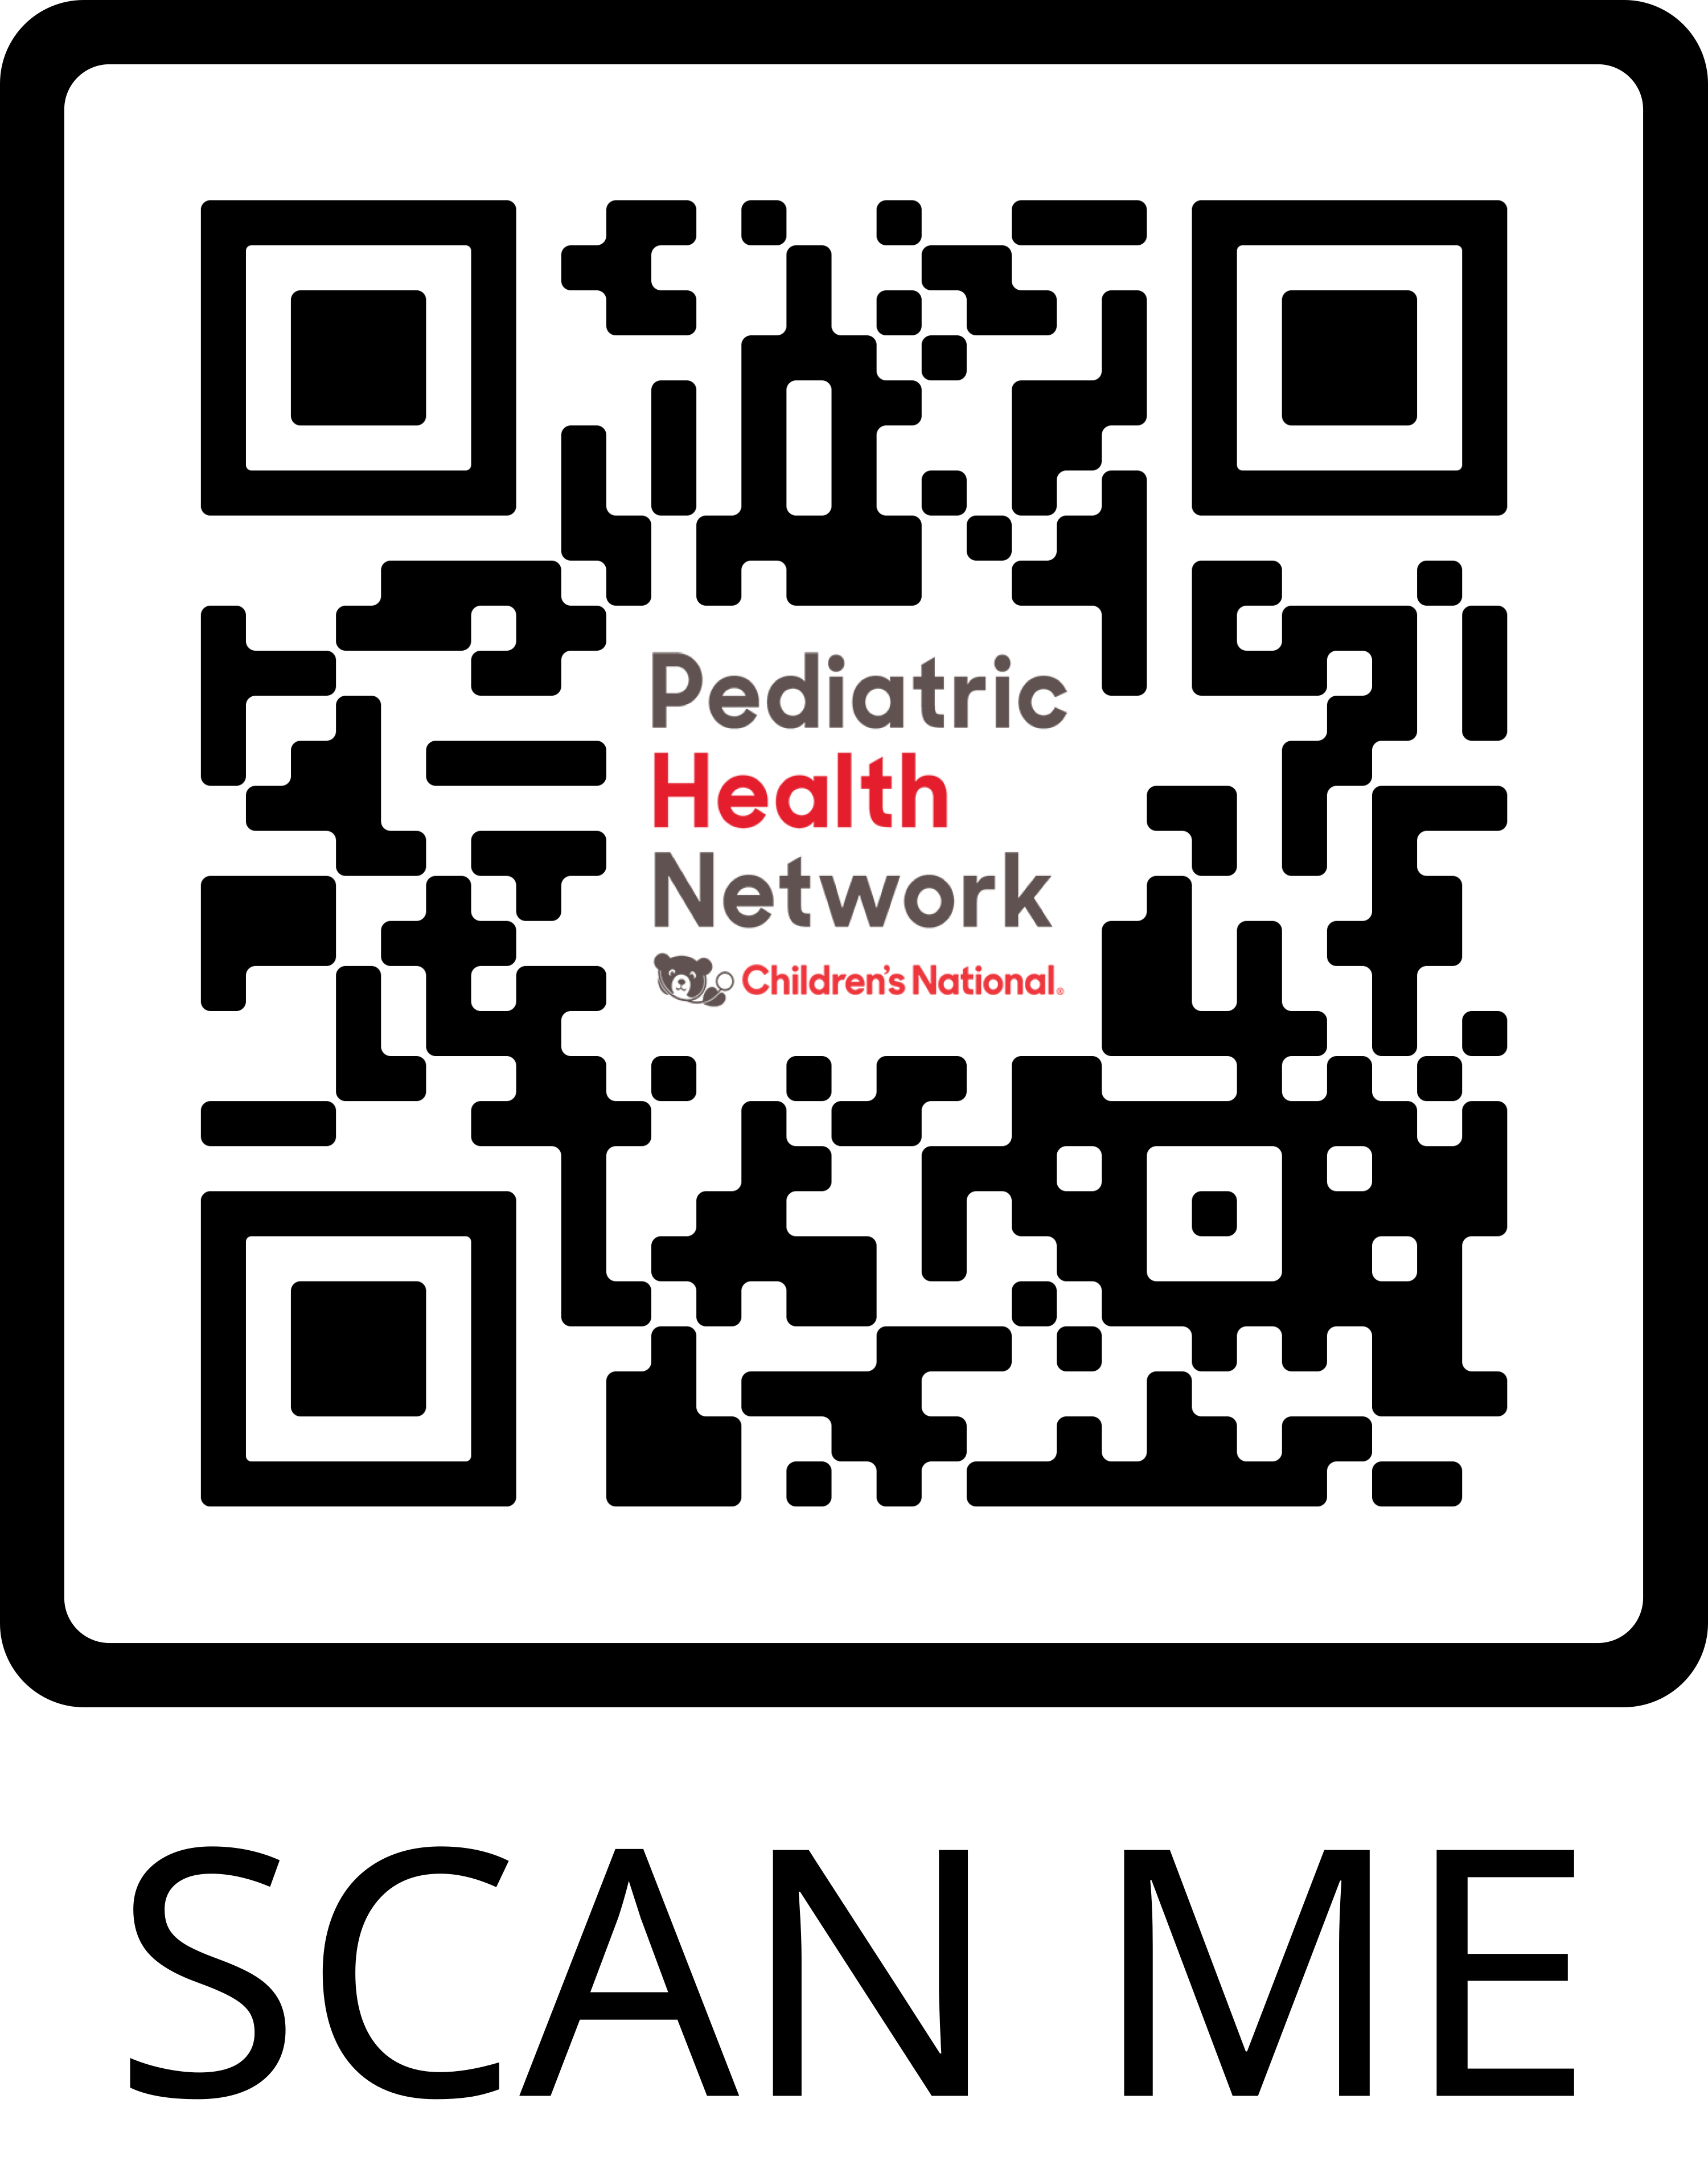 Pediatric
Health
Network
Children's National®
SCAN ME